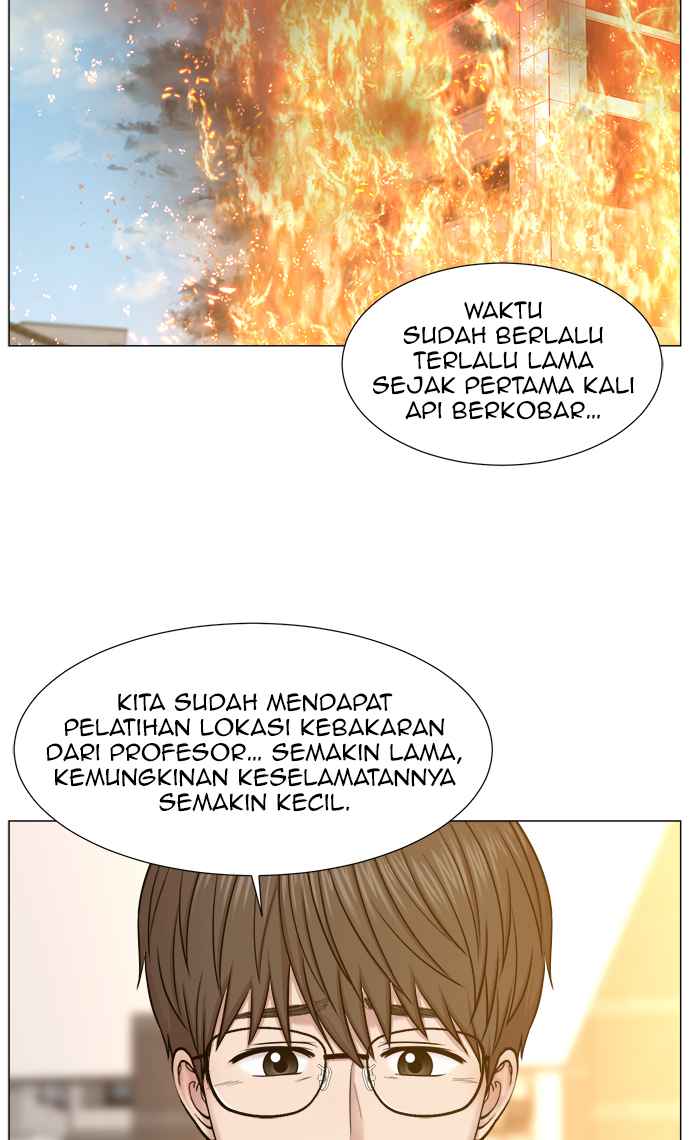 WAKTU
SUDAH BERLALU
TERLALU LAMA
SEJAK PERTAMA KALI
API BERKOBAR...
KITA SUDAH MENDAPAT
PELATIHAN LOKASI KEBAKARAN
DARI PROFESOR... SEMAKIN LAMA,
KEMUNGKINAN KESELAMATANNYA
SEMAKIN KECIL.